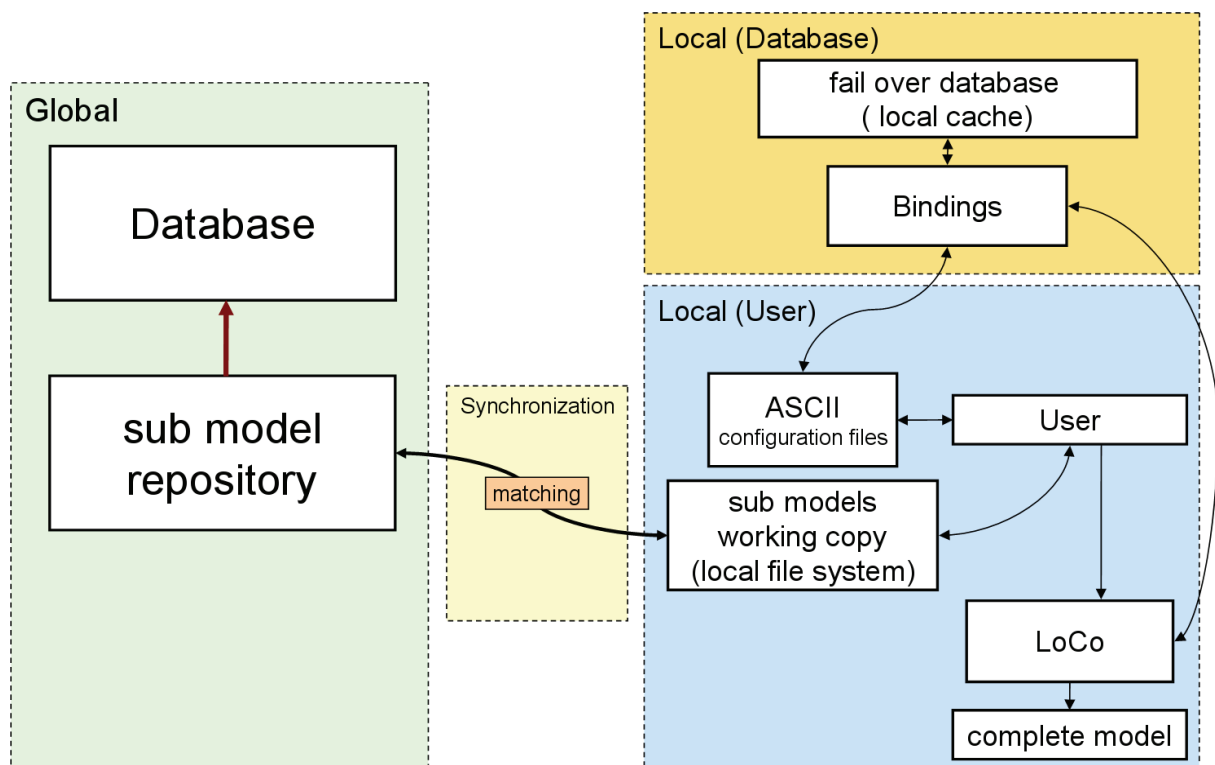 Global
Database
sub model
repository
Synchronization
matching
Local (Database)
fail over database
( local cache)
Bindings
Local (User)
ASCII
configuration files
User
sub models
working copy
(local file system)
LoCo
complete model